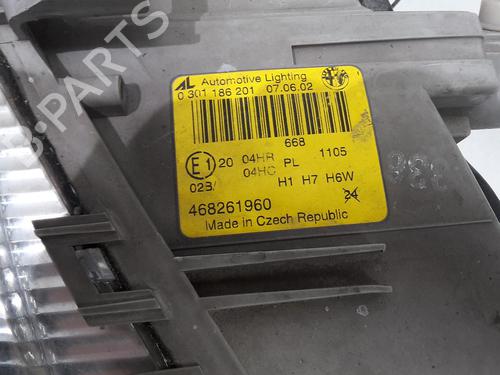 AL Automotive Lighting
0 301 186 201 07.06.02
668
E1 20 04HR PL 1105
04HC
02B/ H1 H7 H6W
468261960 24
Made in Czech Republic
B-PARTS